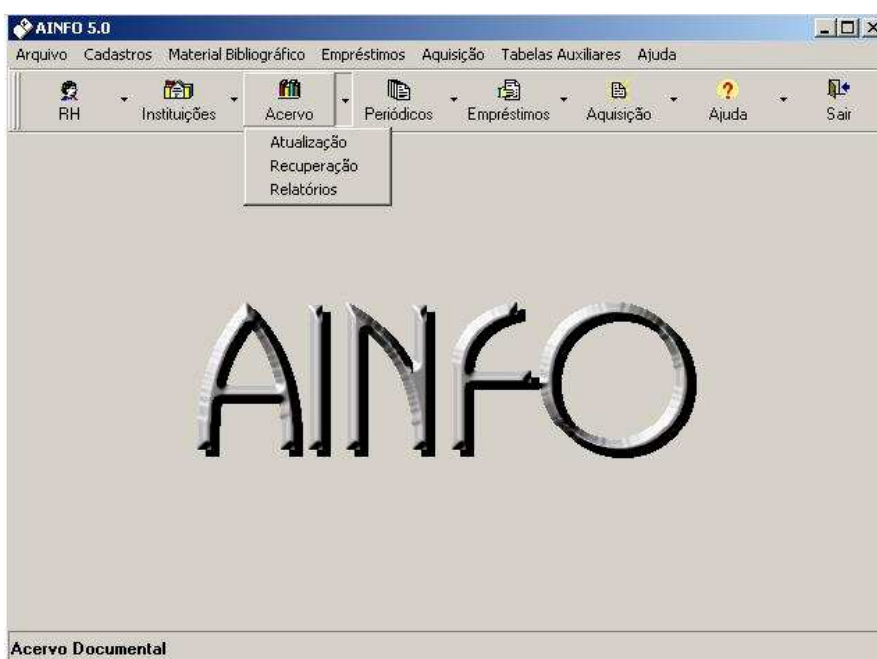 AINFO 5.0
Arquivo Cadastros Material Bibliográfico Empréstimos Aquisição Tabelas Auxiliares Ajuda
RH Instituições Acervo Periódicos Empréstimos Aquisição Ajuda Sair
Atualização
Recuperação
Relatórios
AINFO
Acervo Documental